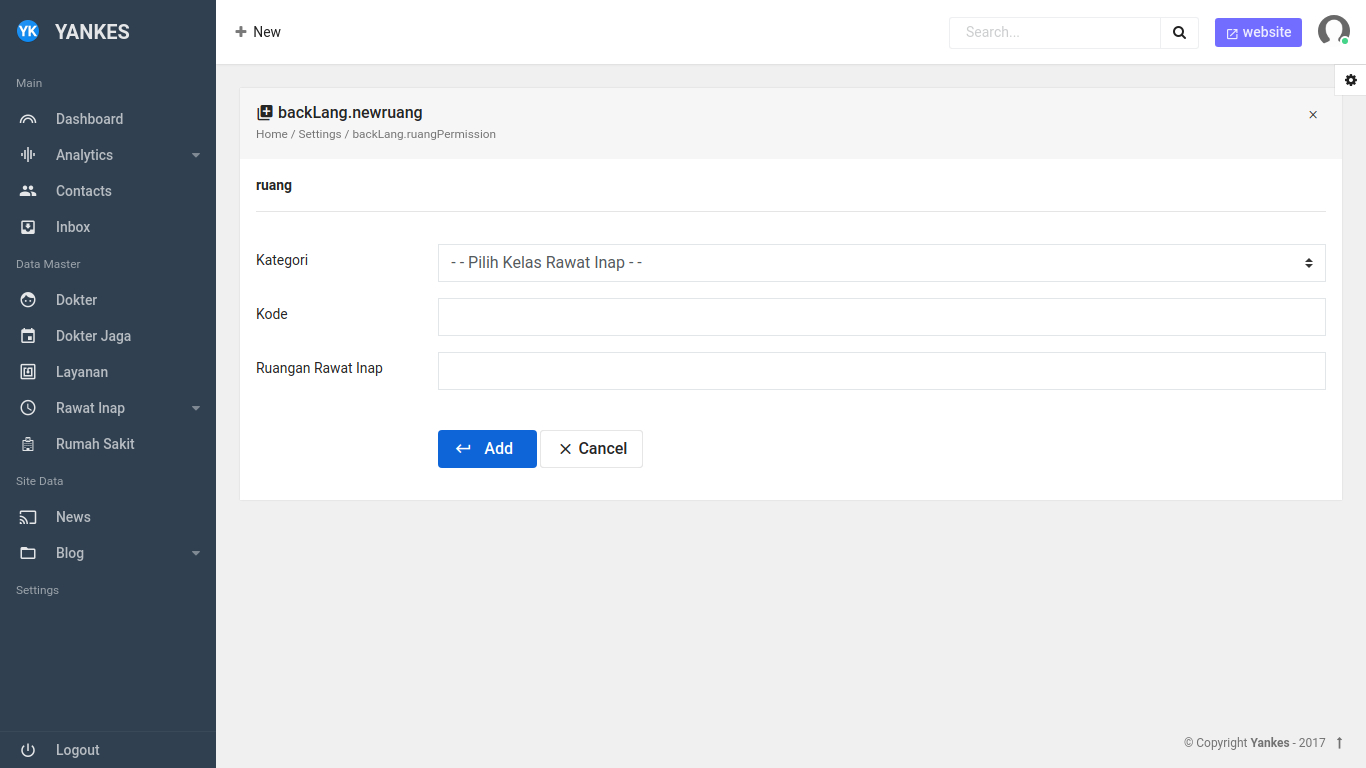 YK YANKES
Main
Dashboard
Analytics
Contacts
Inbox
Data Master
Dokter
Dokter Jaga
Layanan
Rawat Inap
Rumah Sakit
Site Data
News
Blog
Settings
Logout
New
Search...
website
backLang.newruang
Home / Settings / backLang.ruangPermission
ruang
Kategori
- - Pilih Kelas Rawat Inap - -
Kode
Ruangan Rawat Inap
Add
Cancel
© Copyright Yankes - 2017